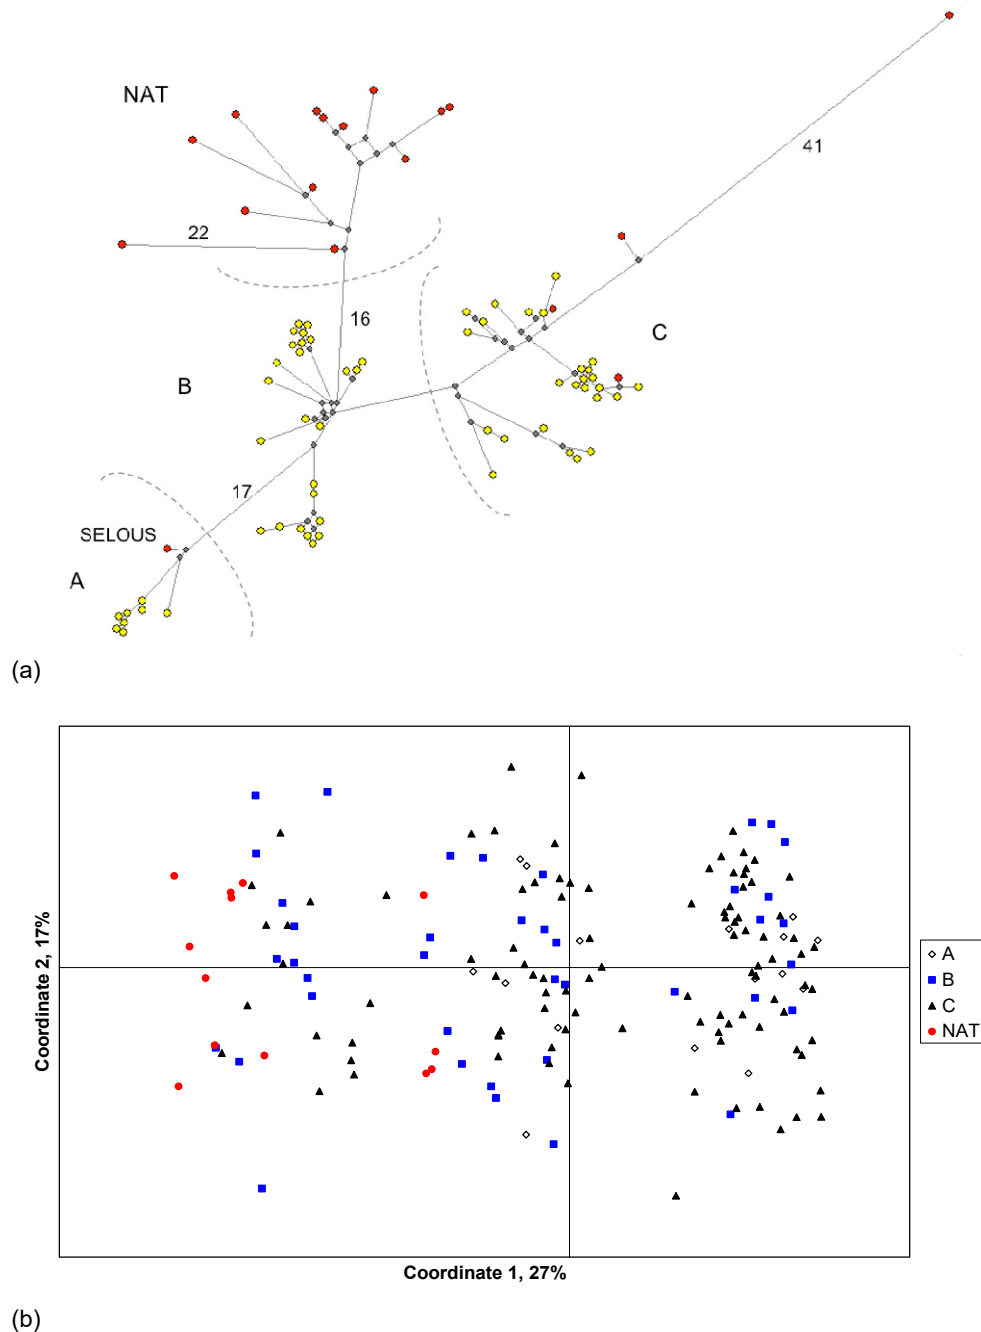 NAT
41
22
16
C
B
17
SELOUS
A
(a)
Coordinate 2, 17%
A
B
C
NAT
Coordinate 1, 27%
(b)